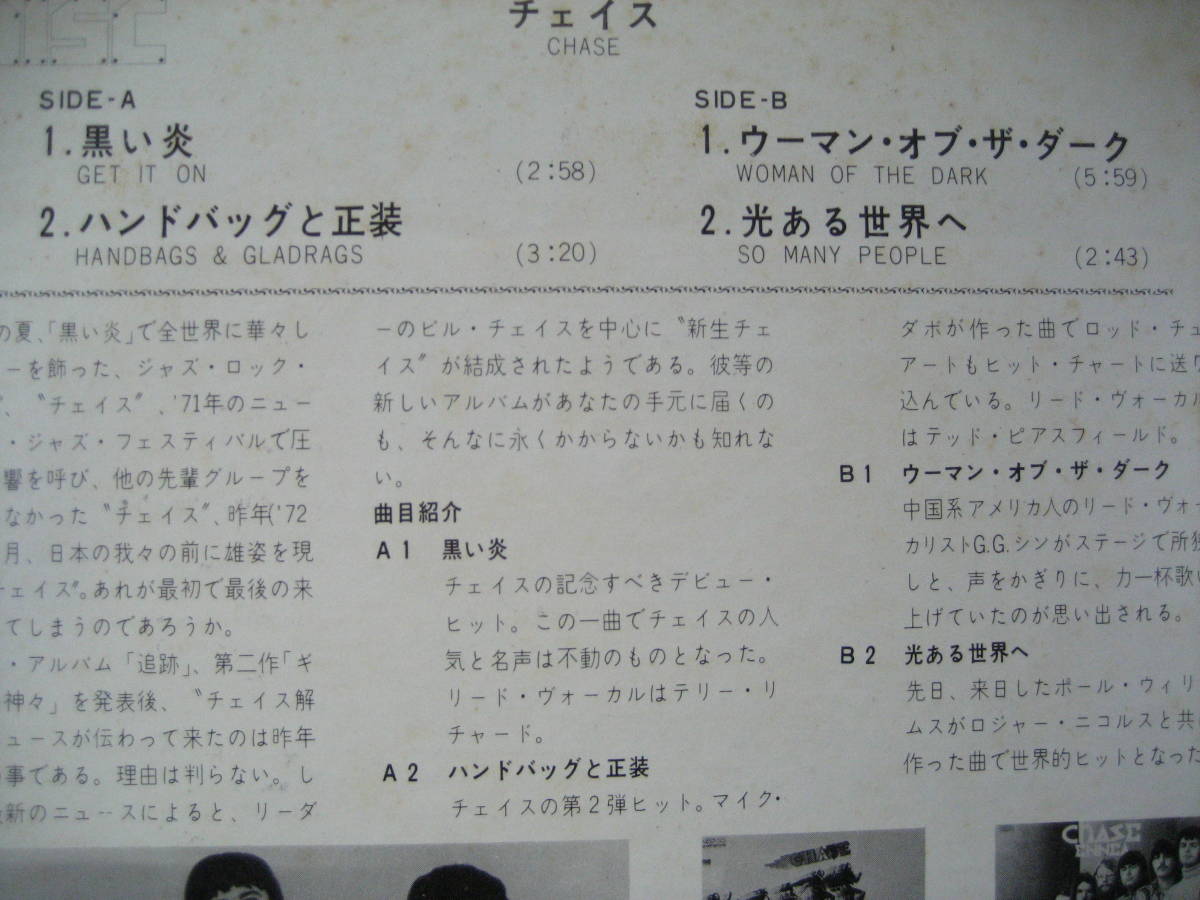 チェイス
CHASE
SIDE-A
1.黒い炎
GET IT ON (2:58)
2.ハンドバッグと正装
HANDBAGS & GLADRAGS (3:20)
SIDE-B
1.ウーマン・オブ・ザ・ダーク
WOMAN OF THE DARK (5:59)
2.光ある世界へ
SO MANY PEOPLE (2:43)
の夏、「黒い炎」で全世界に華々し
ーを飾った、ジャズ・ロック・
、〝チェイス〟、'71年のニュー
・ジャズ・フェスティバルで圧
響を呼び、他の先輩グループを
なかった〝チェイス〟、昨年('72
月、日本の我々の前に雄姿を現
チェイス〟。あれが最初で最後の来
てしまうのであろうか。
・アルバム「追跡」、第二作「ギ
神々」を発表後、〝チェイス解
ュースが伝わって来たのは昨年
事である。理由は判らない。し
最新のニュースによると、リーダ
ーのビル・チェイスを中心に〝新生チェ
イス〟が結成されたようである。彼等の
新しいアルバムがあなたの手元に届くの
も、そんなに永くかからないかも知れな
い。
曲目紹介
A1 黒い炎
チェイスの記念すべきデビュー・
ヒット。この一曲でチェイスの人
気と名声は不動のものとなった。
リード・ヴォーカルはテリー・リ
チャード。
A2 ハンドバッグと正装
チェイスの第2弾ヒット。マイク・
ダボが作った曲でロッド・チュ
アートもヒット・チャートに送り
込んでいる。リード・ヴォーカル
はテッド・ピアスフィールド。
B1 ウーマン・オブ・ザ・ダーク
中国系アメリカ人のリード・ヴォー
カリストG.G.シンがステージで所狭
しと、声をかぎりに、力一杯歌い
上げていたのが思い出される。
B2 光ある世界へ
先日、来日したポール・ウィリ
ムスがロジャー・ニコルスと共
作った曲で世界的ヒットとなった
CHASE
CHASE
ENNEA